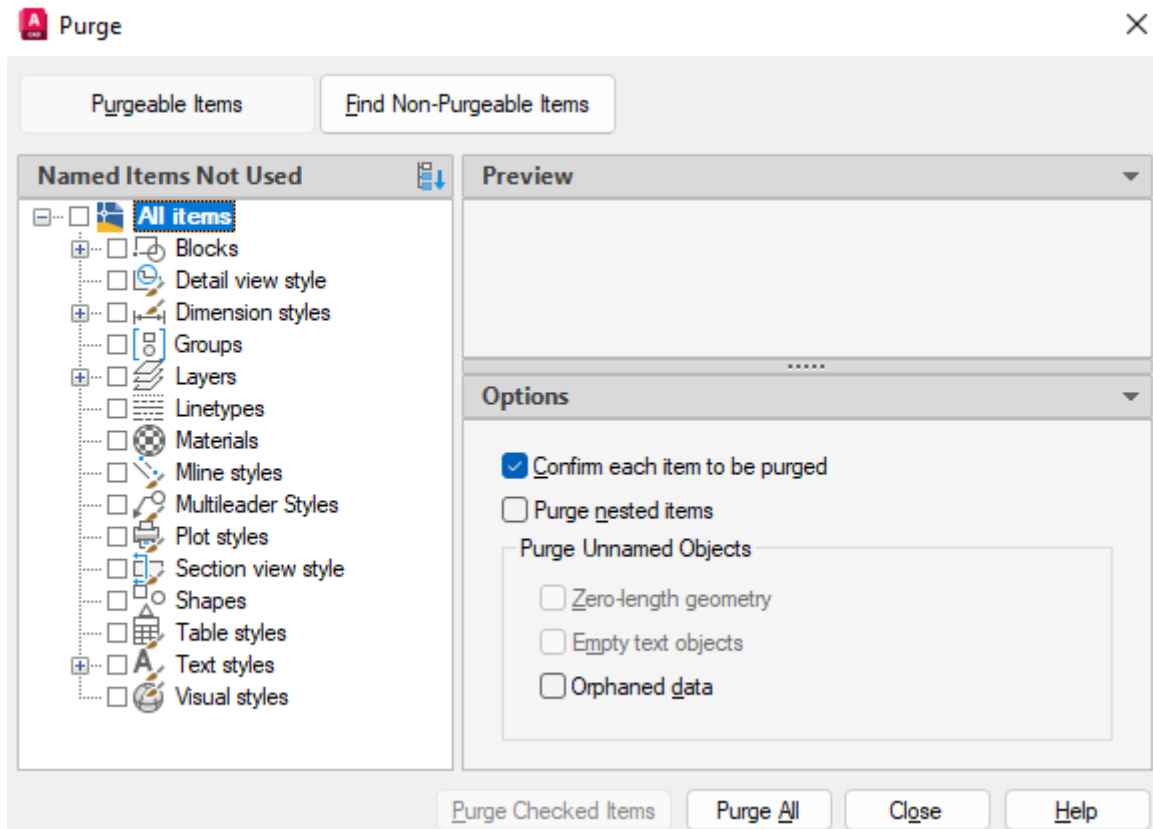 Purge
Purgeable Items
Find Non-Purgeable Items
Named Items Not Used
Preview
All items
Blocks
Detail view style
Dimension styles
Groups
Layers
Linetypes
Materials
Mline styles
Multileader Styles
Plot styles
Section view style
Shapes
Table styles
Text styles
Visual styles
Options
Confirm each item to be purged
Purge nested items
Purge Unnamed Objects
Zero-length geometry
Empty text objects
Orphaned data
Purge Checked Items
Purge All
Close
Help